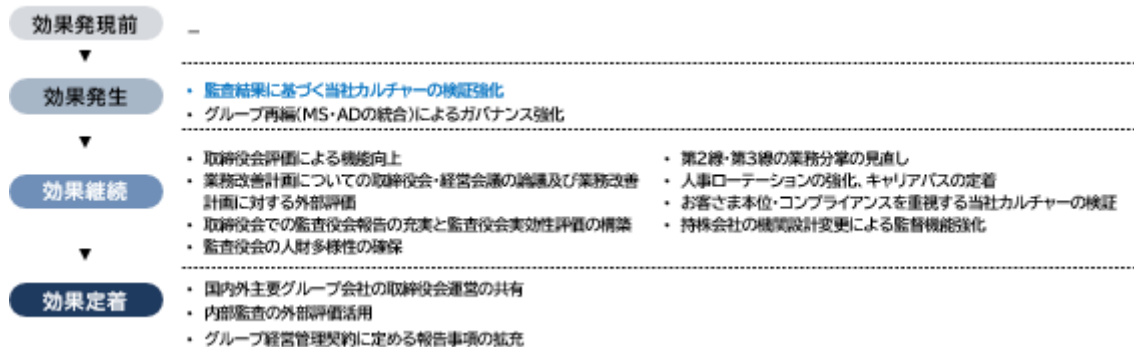 効果発現前
–
▼
効果発生
・ 監査結果に基づく当社カルチャーの検証強化
・ グループ再編(MS・ADの統合)によるガバナンス強化
▼
効果継続
・ 取締役会評価による機能向上
・ 業務改善計画についての取締役会・経営会議の論議及び業務改善
計画に対する外部評価
・ 取締役会での監査役会報告の充実と監査役会実効性評価の構築
・ 監査役会の人財多様性の確保
・ 第2線・第3線の業務分掌の見直し
・ 人事ローテーションの強化、キャリアパスの定着
・ お客さま本位・コンプライアンスを重視する当社カルチャーの検証
・ 持株会社の機関設計変更による監督機能強化
▼
効果定着
・ 国内外主要グループ会社の取締役会運営の共有
・ 内部監査の外部評価活用
・ グループ経営管理契約に定める報告事項の拡充